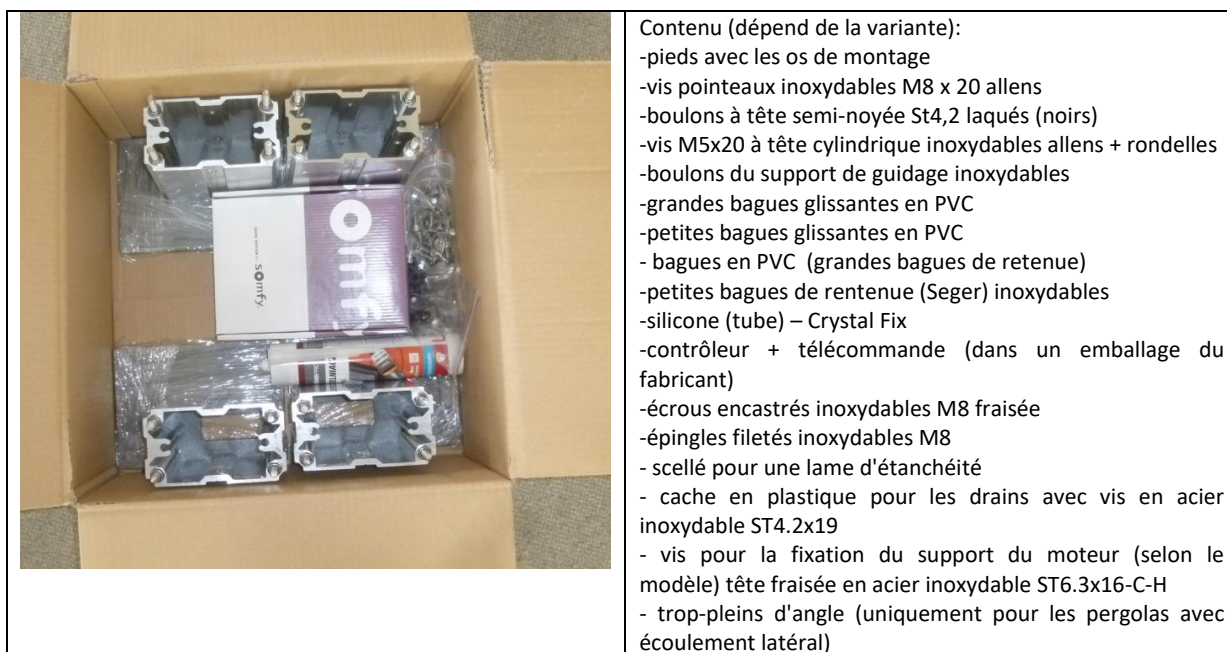 Contenu (dépend de la variante):
-pieds avec les os de montage
-vis pointeaux inoxydables M8 x 20 allens
-boulons à tête semi-noyée St4,2 laqués (noirs)
-vis M5x20 à tête cylindrique inoxydables allens + rondelles
-boulons du support de guidage inoxydables
-grandes bagues glissantes en PVC
-petites bagues glissantes en PVC
- bagues en PVC  (grandes bagues de retenue)
-petites bagues de rentenue (Seger) inoxydables
-silicone (tube) – Crystal Fix
-contrôleur + télécommande (dans un emballage du
fabricant)
-écrous encastrés inoxydables M8 fraisée
-épingles filetés inoxydables M8
- scellé pour une lame d'étanchéité
- cache en plastique pour les drains avec vis en acier
inoxydable ST4.2x19
- vis pour la fixation du support du moteur (selon le
modèle) tête fraisée en acier inoxydable ST6.3x16-C-H
- trop-pleins d'angle (uniquement pour les pergolas avec
écoulement latéral)
somfy
somfy